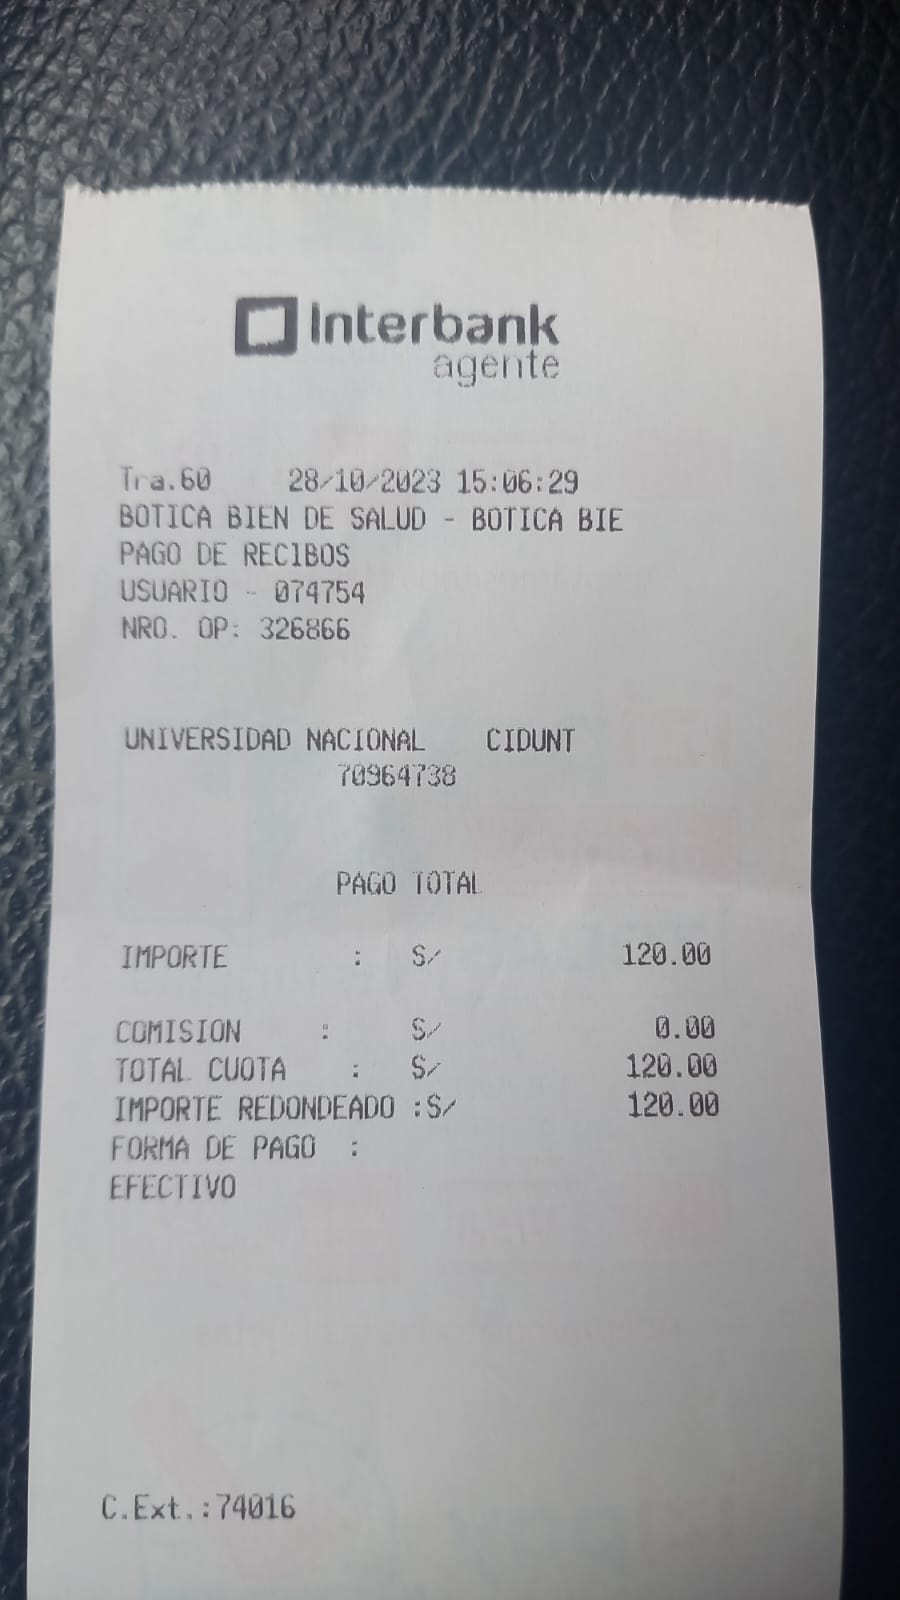 Interbank
agente
Tra.60 28/10/2023 15:06:29
BOTICA BIEN DE SALUD - BOTICA BIE
PAGO DE RECIBOS
USUARIO - 074754
NRO. OP: 326866
UNIVERSIDAD NACIONAL CIDUNT
70964738
PAGO TOTAL
IMPORTE : S/ 120.00
COMISION : S/ 0.00
TOTAL CUOTA : S/ 120.00
IMPORTE REDONDEADO :S/ 120.00
FORMA DE PAGO :
EFECTIVO
C.Ext.:74016